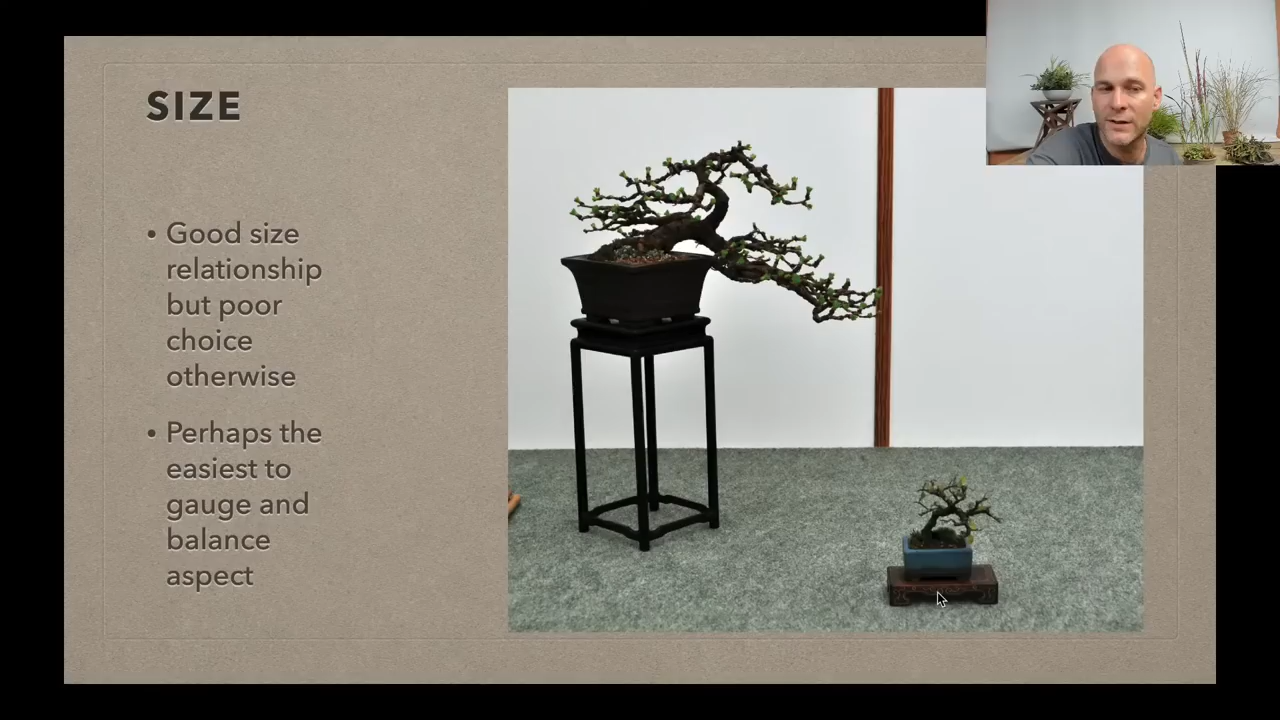 SIZE
• Good size
relationship
but poor
choice
otherwise
• Perhaps the
easiest to
gauge and
balance
aspect